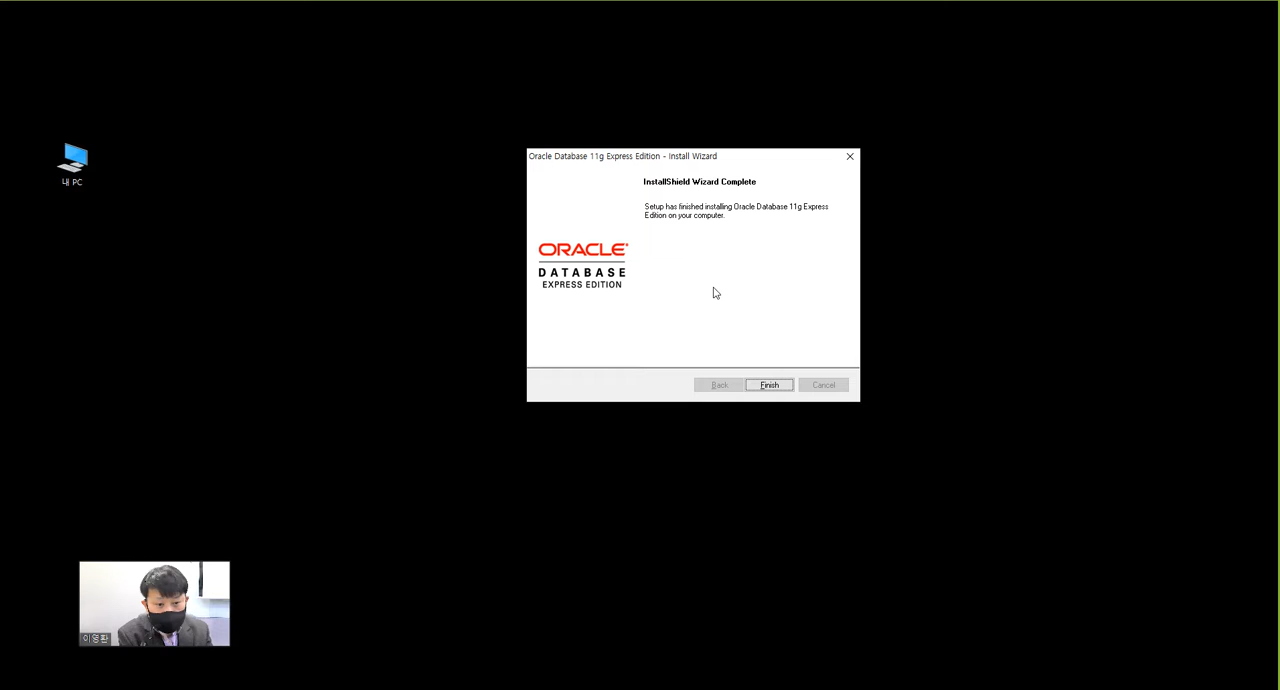 내 PC
Oracle Database 11g Express Edition - Install Wizard
InstallShield Wizard Complete
Setup has finished installing Oracle Database 11g Express
Edition on your computer.
ORACLE
DATABASE
EXPRESS EDITION
Back
Finish
Cancel